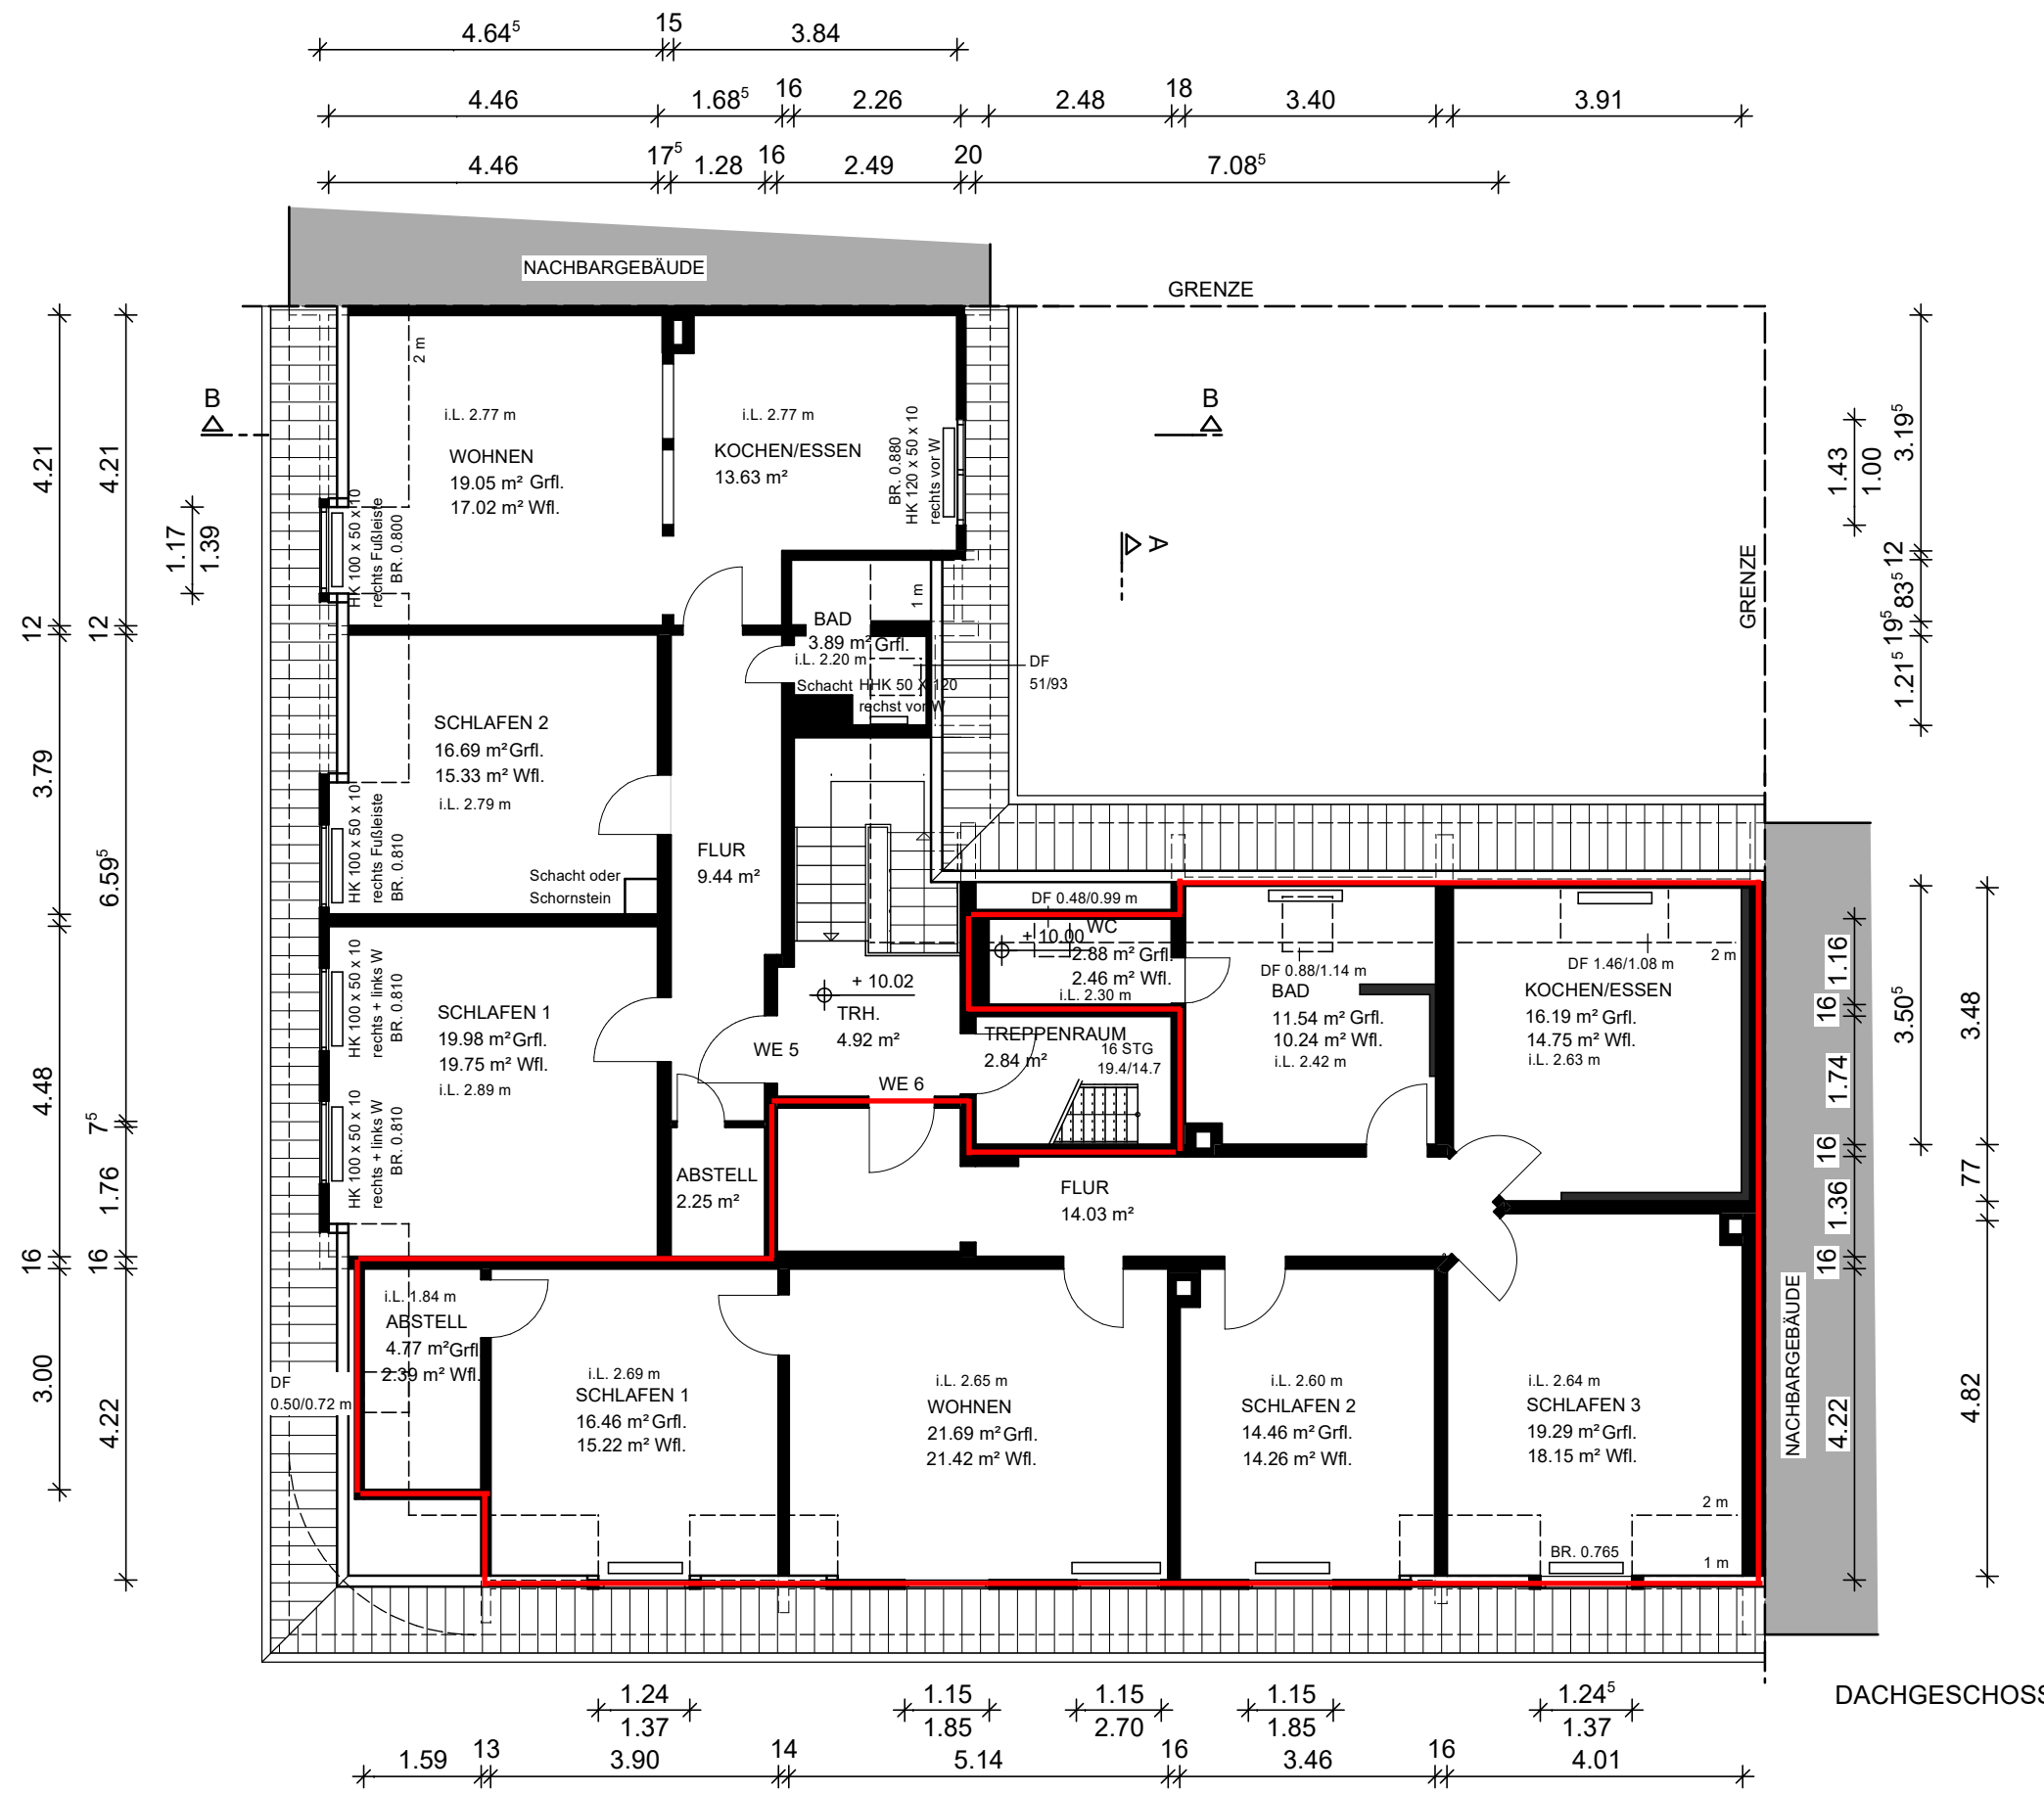 4.64⁵ 15 3.84
4.46 1.68⁵ 16 2.26 2.48 18 3.40 3.91
4.46 17⁵ 1.28 16 2.49 20 7.08⁵
NACHBARGEBÄUDE
GRENZE
GRENZE
B
B
A
2 m
i.L. 2.77 m
WOHNEN
19.05 m² Grfl.
17.02 m² Wfl.
i.L. 2.77 m
KOCHEN/ESSEN
13.63 m²
BR. 0.880
HK 120 x 50 x 10
rechts vor W
HK 100 x 50 x 10
rechts Fußleiste
BR. 0.800
BAD
3.89 m² Grfl.
i.L. 2.20 m
1 m
Schacht
HHK 50 X 120
rechst vor W
DF
51/93
SCHLAFEN 2
16.69 m² Grfl.
15.33 m² Wfl.
i.L. 2.79 m
HK 100 x 50 x 10
rechts Fußleiste
BR. 0.810
Schacht oder
Schornstein
FLUR
9.44 m²
SCHLAFEN 1
19.98 m² Grfl.
19.75 m² Wfl.
i.L. 2.89 m
HK 100 x 50 x 10
rechts + links W
BR. 0.810
HK 100 x 50 x 10
rechts + links W
BR. 0.810
+ 10.02
TRH.
4.92 m²
WE 5
WE 6
ABSTELL
2.25 m²
DF 0.48/0.99 m
WC
+ 10.00
2.88 m² Grfl.
2.46 m² Wfl.
i.L. 2.30 m
TREPPENRAUM
2.84 m²
16 STG
19.4/14.7
DF 0.88/1.14 m
BAD
11.54 m² Grfl.
10.24 m² Wfl.
i.L. 2.42 m
DF 1.46/1.08 m
2 m
KOCHEN/ESSEN
16.19 m² Grfl.
14.75 m² Wfl.
i.L. 2.63 m
FLUR
14.03 m²
i.L. 1.84 m
ABSTELL
4.77 m² Grfl
2.39 m² Wfl.
DF
0.50/0.72 m
i.L. 2.69 m
SCHLAFEN 1
16.46 m² Grfl.
15.22 m² Wfl.
i.L. 2.65 m
WOHNEN
21.69 m² Grfl.
21.42 m² Wfl.
i.L. 2.60 m
SCHLAFEN 2
14.46 m² Grfl.
14.26 m² Wfl.
i.L. 2.64 m
SCHLAFEN 3
19.29 m² Grfl.
18.15 m² Wfl.
2 m
BR. 0.765
1 m
NACHBARGEBÄUDE
4.21
12
3.79
4.48
16
3.00
4.21
12
6.59⁵
7⁵
1.76
16
4.22
1.17
1.39
1.43
1.00
3.19⁵
12
83⁵
19⁵
1.21⁵
1.16
16
1.74
16
1.36
16
4.22
3.50⁵
3.48
77
4.82
DACHGESCHOSS
1.24 1.15 1.15 1.15 1.24⁵
1.37 1.85 2.70 1.85 1.37
1.59 13 3.90 14 5.14 16 3.46 16 4.01